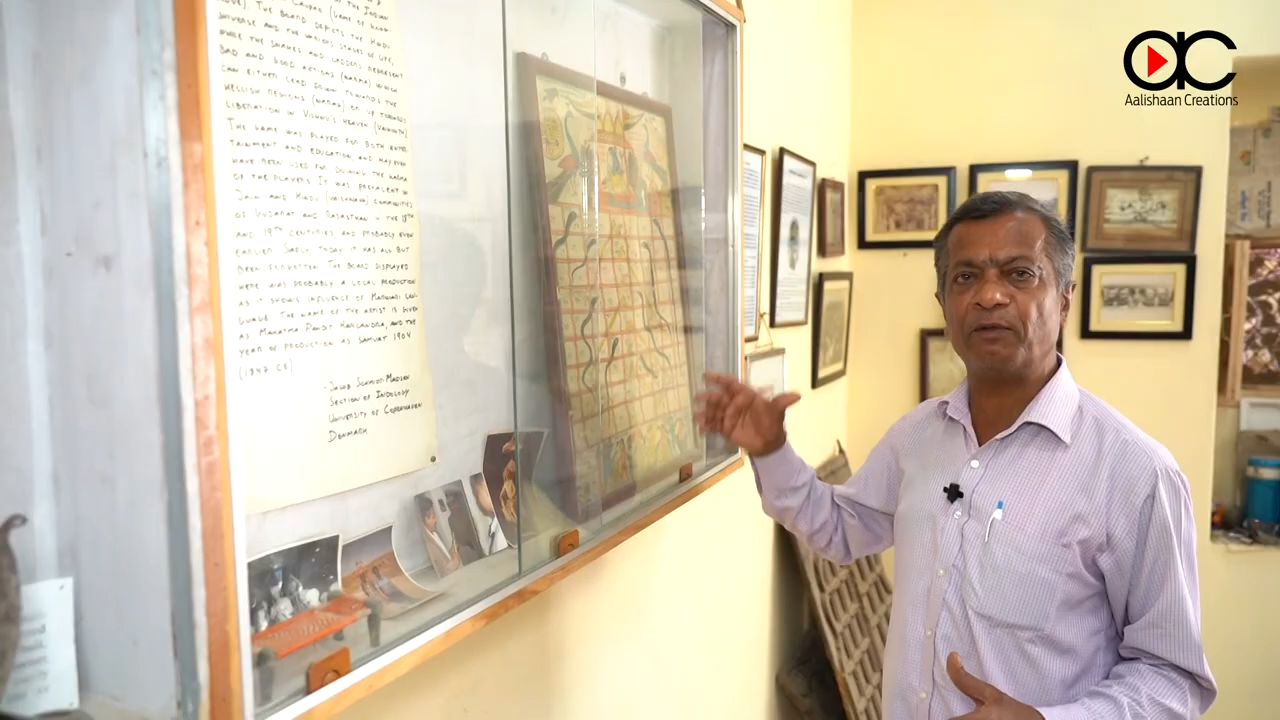 THE BOARD DEPICTS THE HINDU
UNIVERSE AND THE VARIOUS STAGES OF LIFE,
WHILE THE SNAKES AND LADDERS REPRESENT
BAD AND GOOD ACTIONS (KARMA) WHICH
CAN EITHER LEAD DOWN TOWARDS THE
HELLISH REGIONS (NARAK) OR UP TOWARDS
LIBERATION IN VISHNU'S HEAVEN
THE GAME WAS PLAYED FOR BOTH ENTER-
TAINMENT AND EDUCATION AND MAY EVEN
HAVE BEEN USED FOR DIVINING THE KARMA
OF THE PLAYERS. IT WAS PREVALENT IN
JAIN AND HINDU (VAISHNAVA) COMMUNITIES
OF GUJARAT AND RAJASTHAN IN THE 18TH
AND 19TH CENTURIES AND PROBABLY EVEN
EARLIER. SADLY TODAY IT HAS ALL BUT
BEEN FORGOTTEN. THE BOARD DISPLAYED
HERE WAS PROBABLY A LOCAL PRODUCTION
AS IT SHOWS INFLUENCE OF MARWARI LAN-
GUAGE. THE NAME OF THE ARTIST IS GIVEN
AS MAHATMA PANDIT AND THE
YEAR OF PRODUCTION AS SAMVAT 1904
(1847 CE)
- JACOB SCHMIDT-MADSEN
SECTION OF INDOLOGY
UNIVERSITY OF COPENHAGEN
DENMARK
ac
Aalishaan Creations